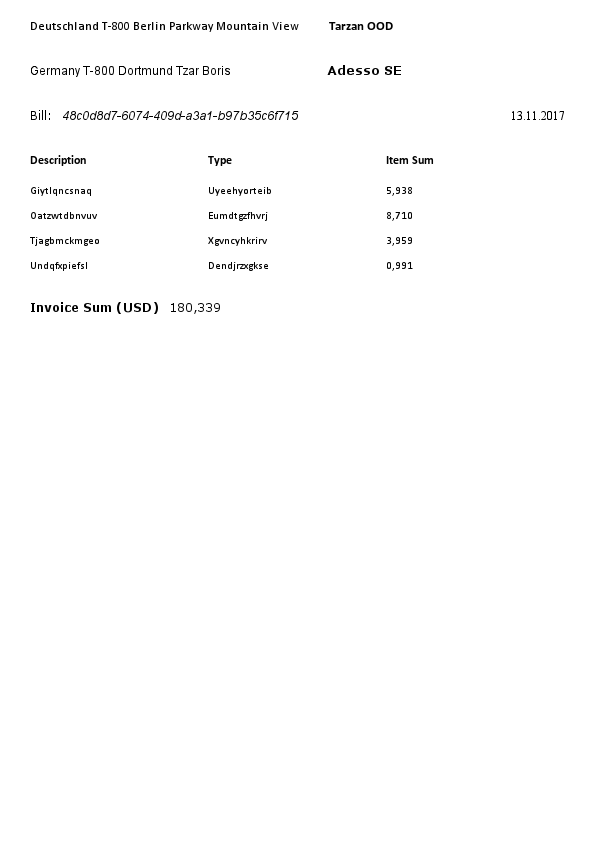 Deutschland T-800 Berlin Parkway Mountain View Tarzan OOD
Germany T-800 Dortmund Tzar Boris Adesso SE
Bill: 48c0d8d7-6074-409d-a3a1-b97b35c6f715 13.11.2017
Description Type Item Sum
Giytlqncsnaq Uyeehyorteib 5,938
Oatzwtdbnvuv Eumdtgzfhvrj 8,710
Tjagbmckmgeo Xgvncyhkrirv 3,959
Undqfxpiefsl Dendjrzxgkse 0,991
Invoice Sum (USD) 180,339